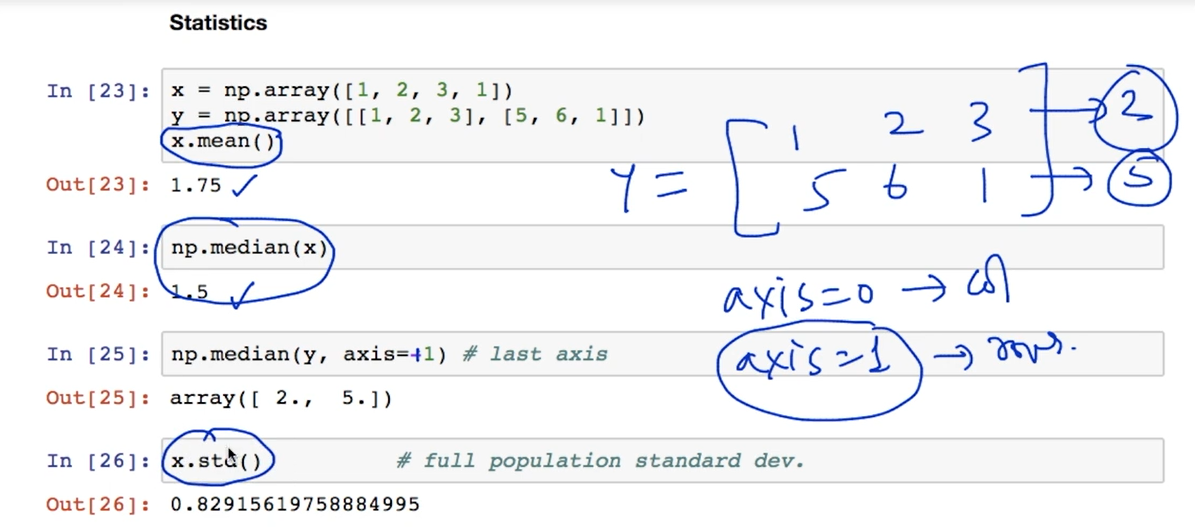 Statistics
In [23]: x = np.array([1, 2, 3, 1])
y = np.array([[1, 2, 3], [5, 6, 1]])
x.mean()
Out[23]: 1.75 ✓
Y = [ 1 2 3 ] → 2
5 6 1 → 5
In [24]: np.median(x)
Out[24]: 1.5 ✓
axis=0 → col
In [25]: np.median(y, axis=+1) # last axis
axis=1 → rows.
Out[25]: array([ 2.,  5.])
In [26]: x.std() # full population standard dev.
Out[26]: 0.82915619758884995